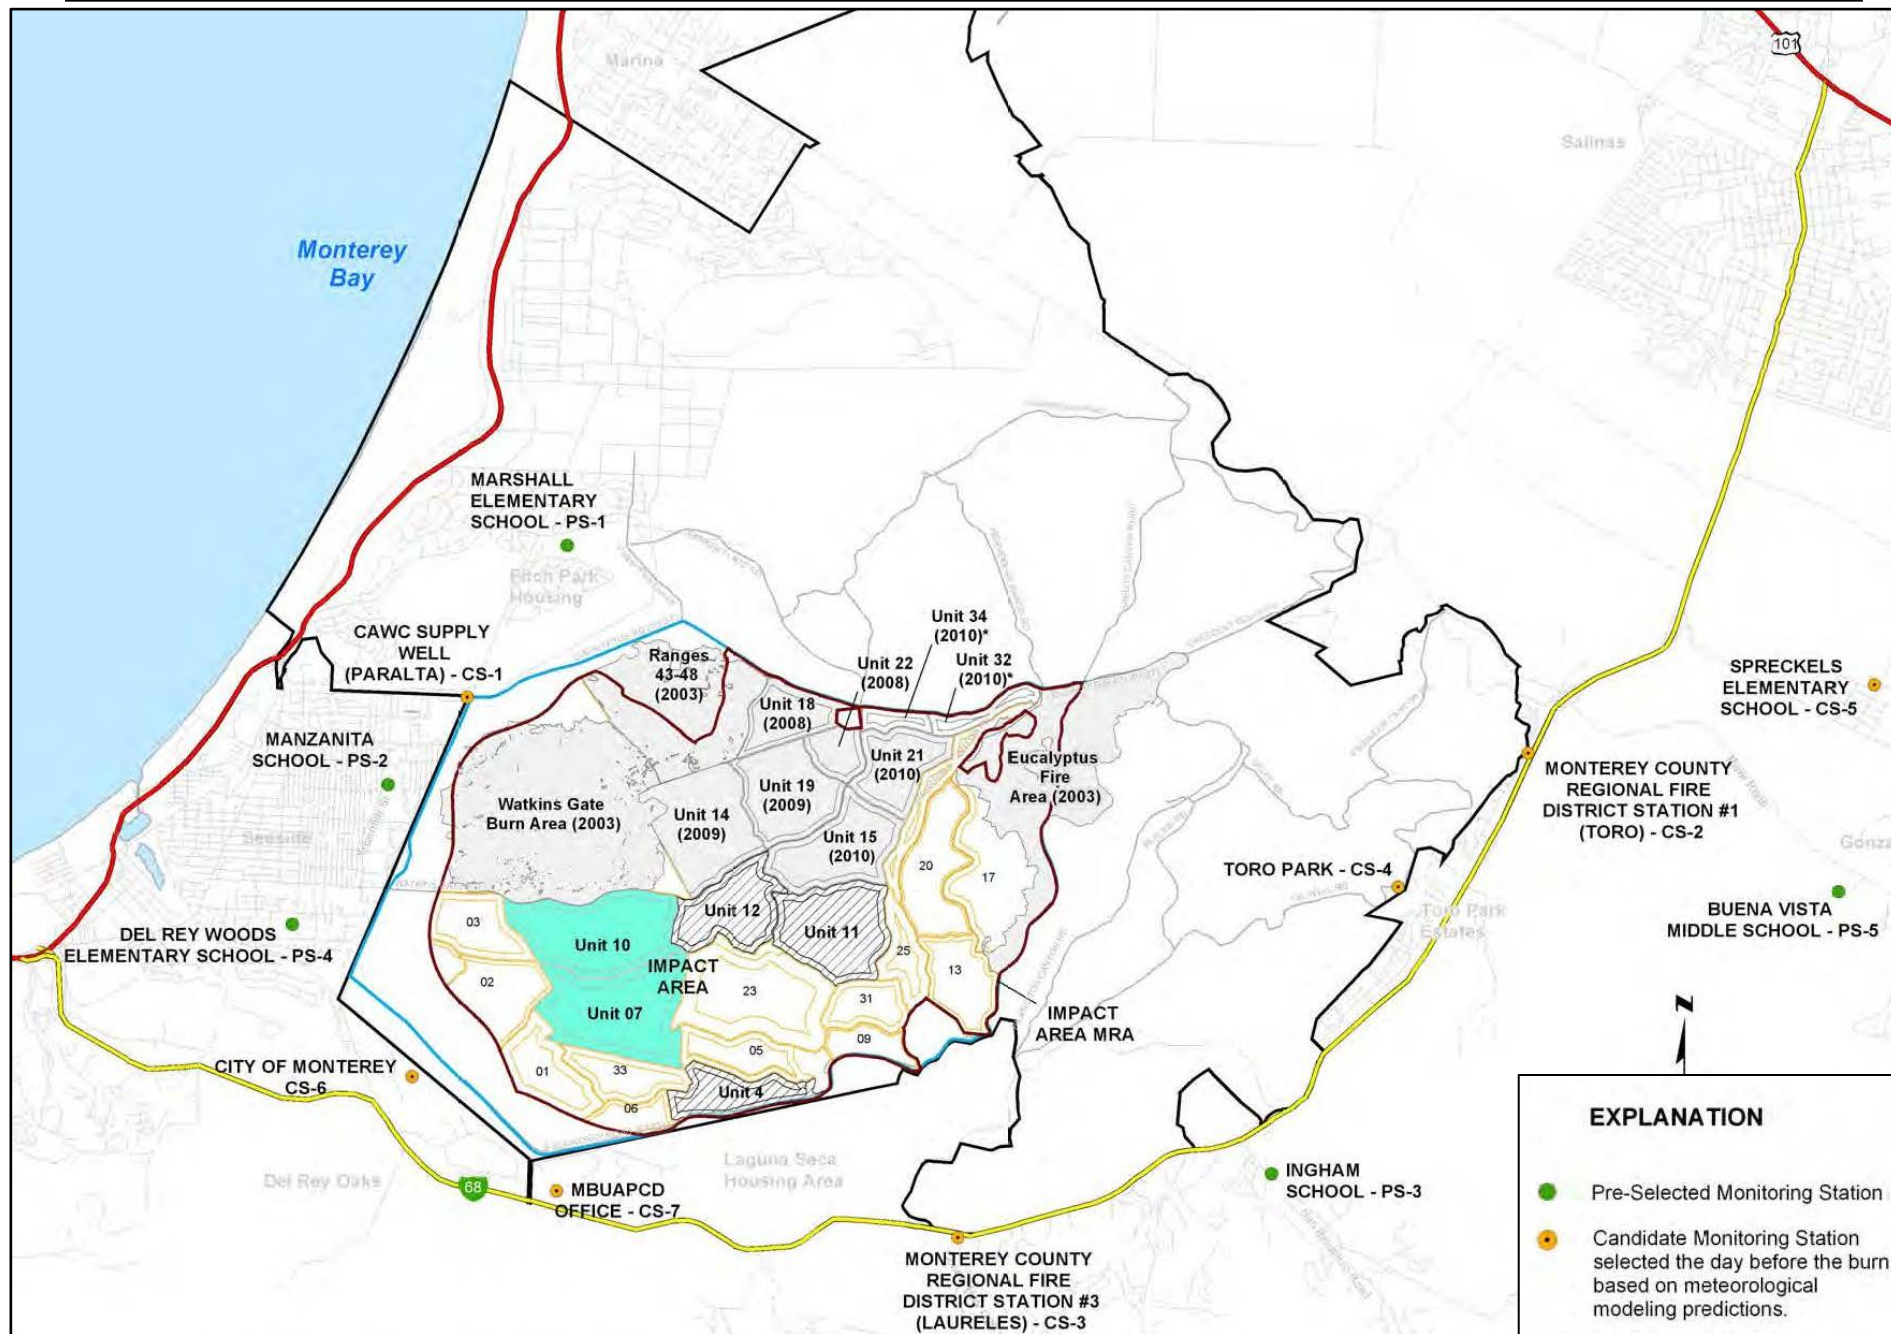 101
Marina
Salinas
Monterey
Bay
MARSHALL
ELEMENTARY
SCHOOL - PS-1
Fitch Park
Housing
CAWC SUPPLY
WELL
(PARALTA) - CS-1
Ranges
43-48
(2003)
Unit 34
(2010)*
Unit 22
(2008)
Unit 32
(2010)*
Unit 18
(2008)
SPRECKELS
ELEMENTARY
SCHOOL - CS-5
MANZANITA
SCHOOL - PS-2
Unit 21
(2010)
Eucalyptus
Fire
Area (2003)
MONTEREY COUNTY
REGIONAL FIRE
DISTRICT STATION #1
(TORO) - CS-2
Watkins Gate
Burn Area (2003)
Unit 14
(2009)
Unit 19
(2009)
Unit 15
(2010)
Seaside
Gonza
20
17
TORO PARK - CS-4
Toro Park
Estates
BUENA VISTA
MIDDLE SCHOOL - PS-5
DEL REY WOODS
ELEMENTARY SCHOOL - PS-4
03
Unit 10
Unit 12
Unit 11
25
13
02
IMPACT
AREA
23
31
Unit 07
IMPACT
AREA MRA
09
05
CITY OF MONTEREY
CS-6
01
33
Unit 4
06
Del Rey Oaks
68
Laguna Seca
Housing Area
MBUAPCD
OFFICE - CS-7
INGHAM
SCHOOL - PS-3
MONTEREY COUNTY
REGIONAL FIRE
DISTRICT STATION #3
(LAURELES) - CS-3
N
EXPLANATION
Pre-Selected Monitoring Station
Candidate Monitoring Station
selected the day before the burn
based on meteorological
modeling predictions.